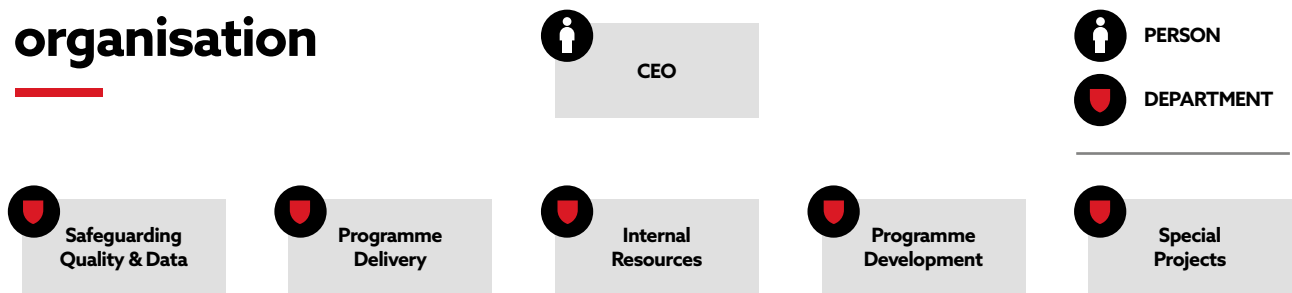 organisation
CEO
PERSON
DEPARTMENT
Safeguarding
Quality & Data
Programme
Delivery
Internal
Resources
Programme
Development
Special
Projects